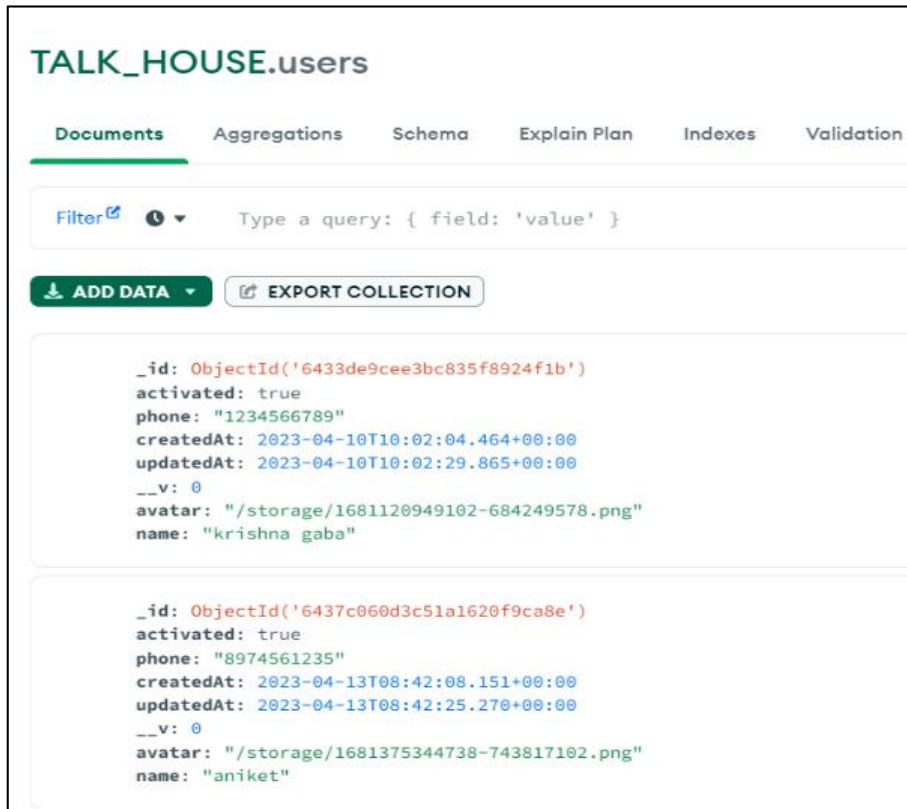 TALK_HOUSE.users
Documents Aggregations Schema Explain Plan Indexes Validation
Filter Type a query: { field: 'value' }
ADD DATA EXPORT COLLECTION
_id: ObjectId('6433de9cee3bc835f8924f1b')
activated: true
phone: "1234566789"
createdAt: 2023-04-10T10:02:04.464+00:00
updatedAt: 2023-04-10T10:02:29.865+00:00
__v: 0
avatar: "/storage/1681120949102-684249578.png"
name: "krishna gaba"
_id: ObjectId('6437c060d3c51a1620f9ca8e')
activated: true
phone: "8974561235"
createdAt: 2023-04-13T08:42:08.151+00:00
updatedAt: 2023-04-13T08:42:25.270+00:00
__v: 0
avatar: "/storage/1681375344738-743817102.png"
name: "aniket"